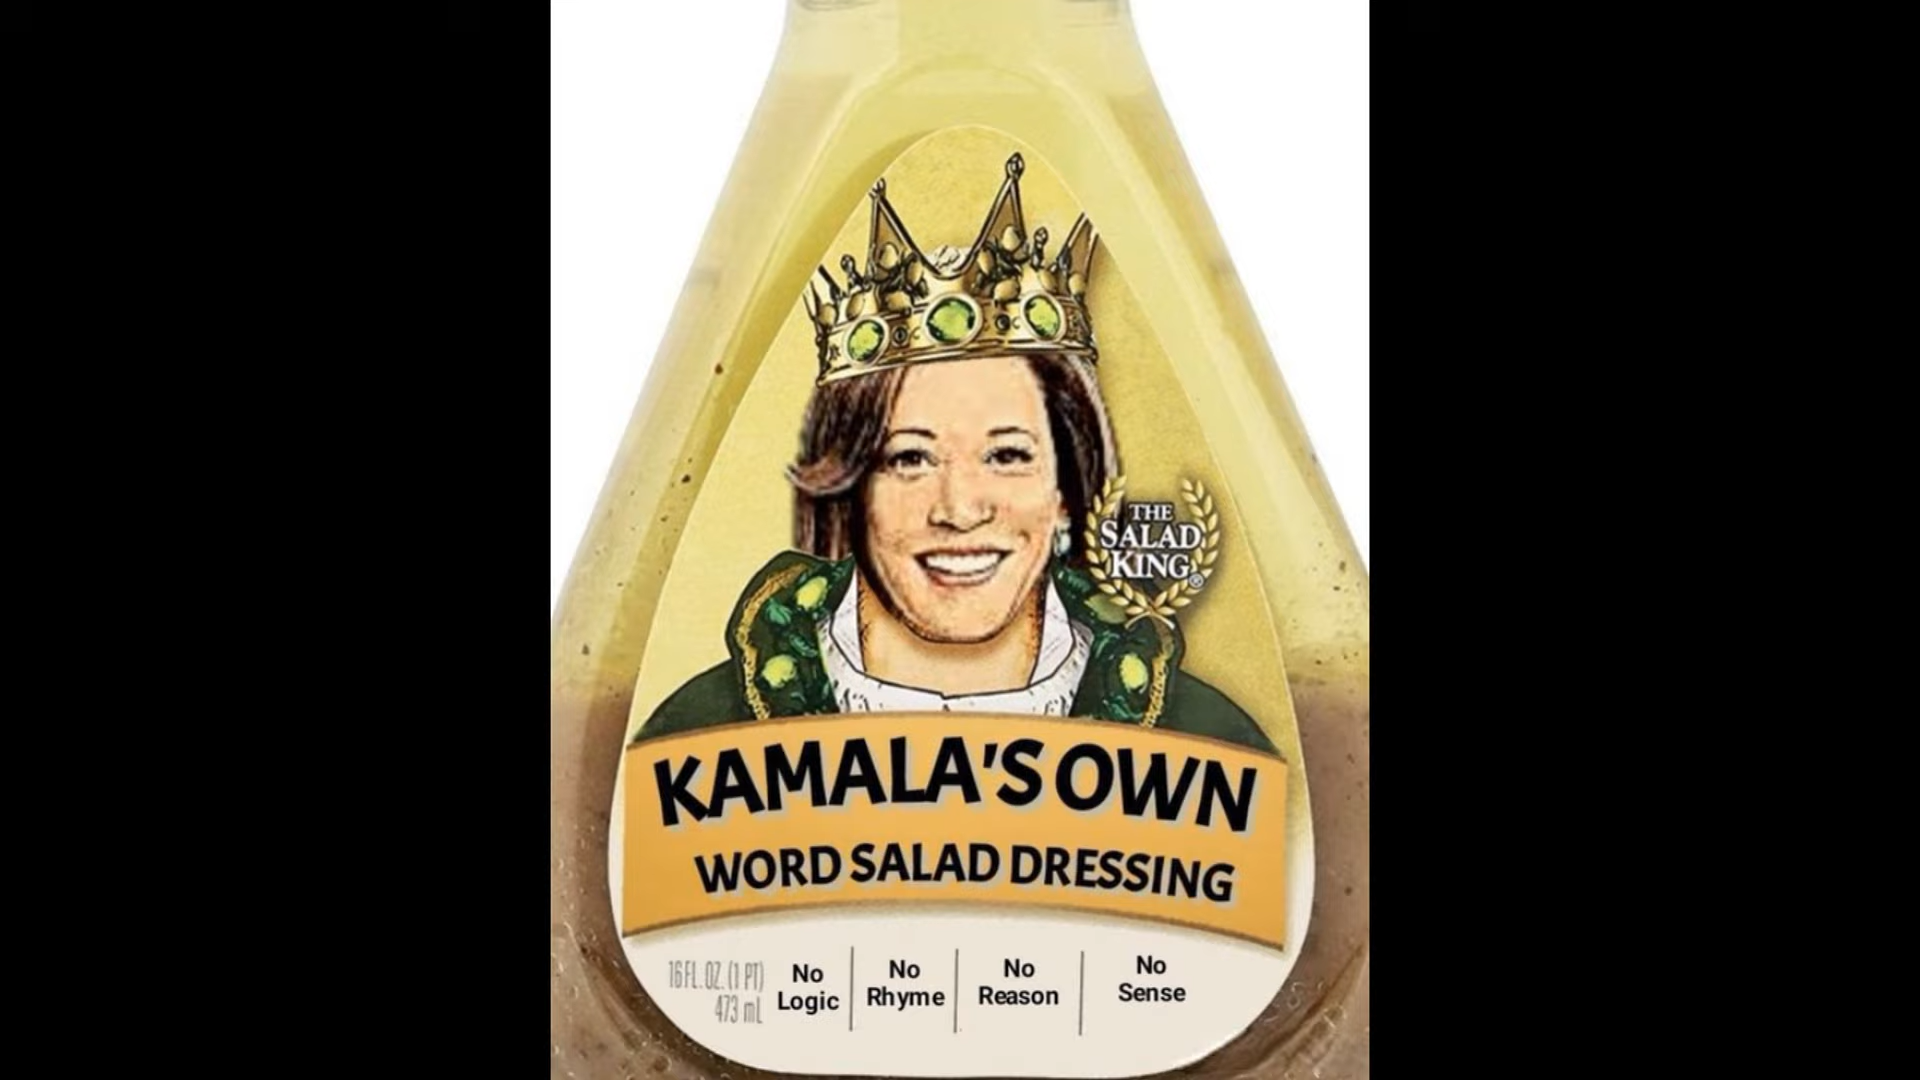 THE
SALAD
KING®
KAMALA'S OWN
WORD SALAD DRESSING
16 FL. OZ. (1 PT)
473 mL
No
Logic
No
Rhyme
No
Reason
No
Sense